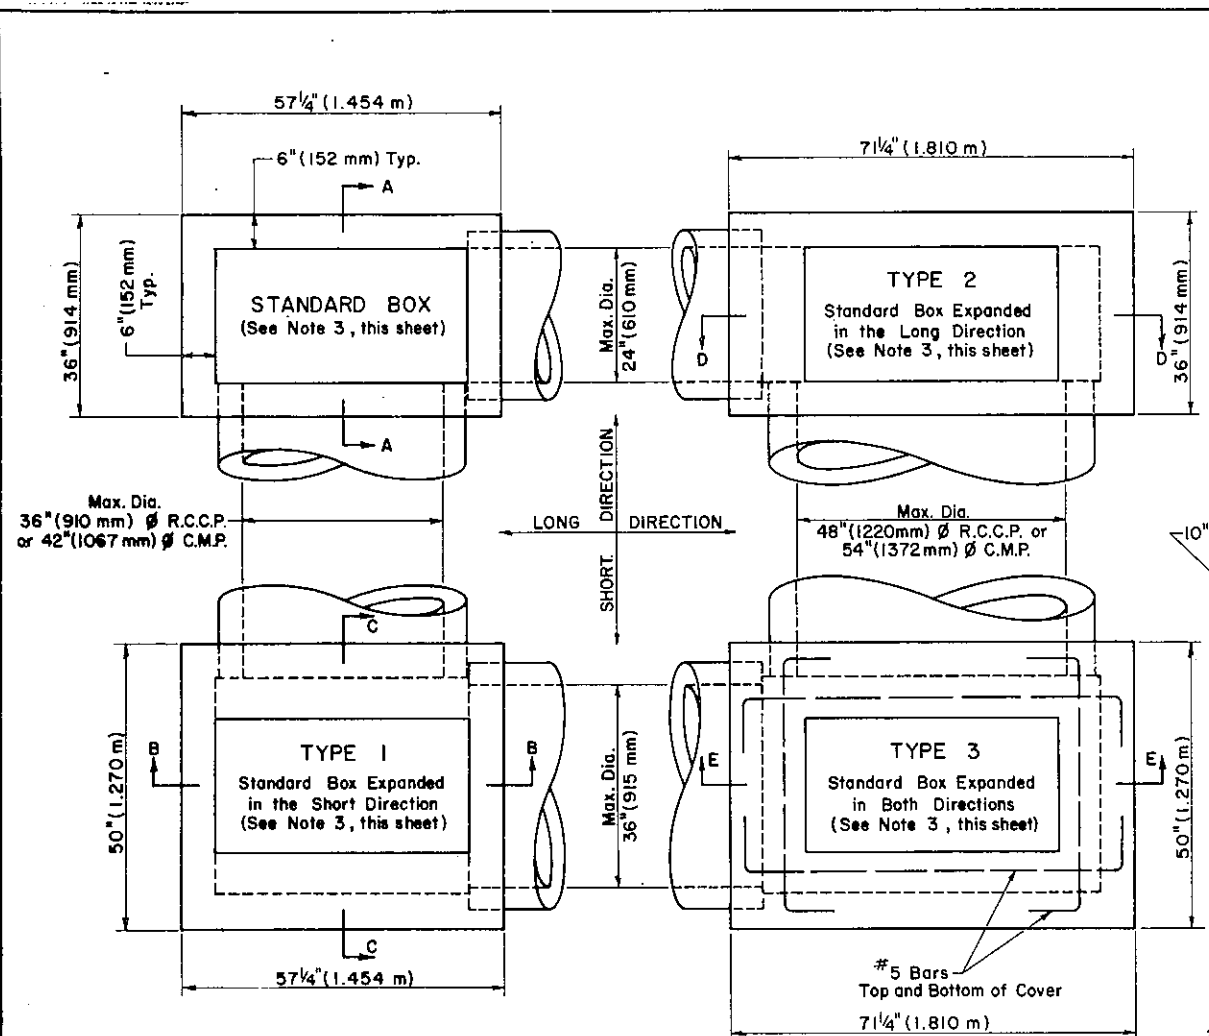 57¼"(1.454 m)
6"(152 mm) Typ.
A
36"(914 mm)
6"(152 mm)
Typ.
STANDARD BOX
(See Note 3, this sheet)
A
Max. Dia.
36"(910 mm) Ø R.C.C.P.
or 42"(1067 mm) Ø C.M.P.
71¼"(1.810 m)
Max. Dia.
24"(610 mm)
D
TYPE 2
Standard Box Expanded
in the Long Direction
(See Note 3, this sheet)
D
36"(914 mm)
LONG DIRECTION
SHORT DIRECTION
Max. Dia.
48"(1220mm) Ø R.C.C.P. or
54"(1372mm) Ø C.M.P.
10"
C
50"(1.270 m)
B
TYPE 1
Standard Box Expanded
in the Short Direction
(See Note 3, this sheet)
B
C
57¼"(1.454 m)
Max. Dia.
36"(915 mm)
E
TYPE 3
Standard Box Expanded
in Both Directions
(See Note 3, this sheet)
E
50"(1.270 m)
#5 Bars
Top and Bottom of Cover
71¼"(1.810 m)